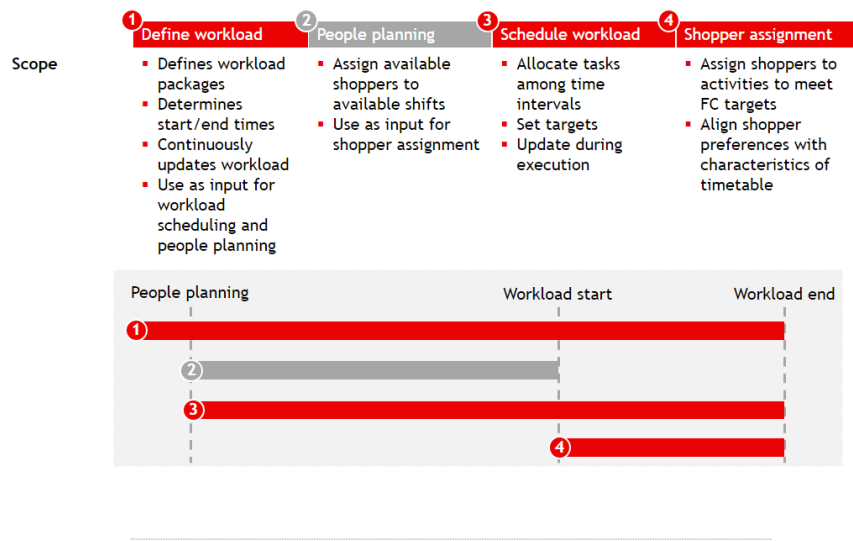 1 Define workload
2 People planning
3 Schedule workload
4 Shopper assignment
Scope
▪ Defines workload
packages
▪ Determines
start/end times
▪ Continuously
updates workload
▪ Use as input for
workload
scheduling and
people planning
▪ Assign available
shoppers to
available shifts
▪ Use as input for
shopper assignment
▪ Allocate tasks
among time
intervals
▪ Set targets
▪ Update during
execution
▪ Assign shoppers to
activities to meet
FC targets
▪ Align shopper
preferences with
characteristics of
timetable
People planning
Workload start
Workload end
1
2
3
4